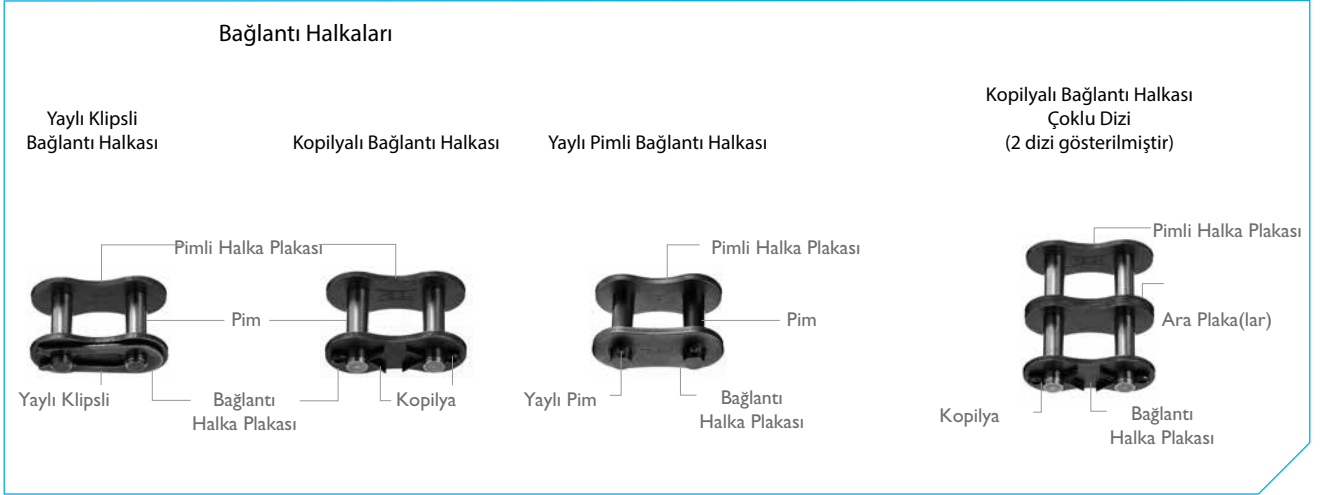 Bağlantı Halkaları
Yaylı Klipsli
Bağlantı Halkası
Kopilyalı Bağlantı Halkası
Yaylı Pimli Bağlantı Halkası
Kopilyalı Bağlantı Halkası
Çoklu Dizi
(2 dizi gösterilmiştir)
Pimli Halka Plakası
Pim
Yaylı Klipsli
Bağlantı
Halka Plakası
Kopilya
Pimli Halka Plakası
Pim
Yaylı Pim
Bağlantı
Halka Plakası
Pimli Halka Plakası
Ara Plaka(lar)
Kopilya
Bağlantı
Halka Plakası